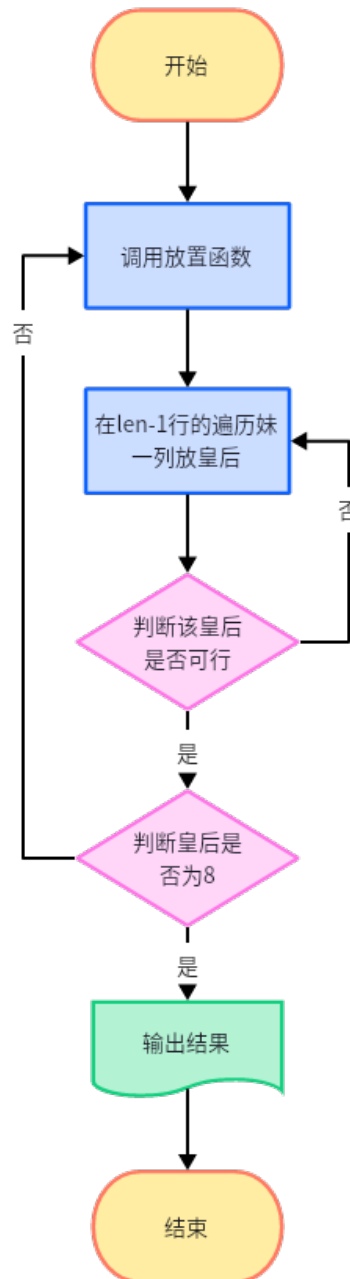 开始
调用放置函数
否
在len-1行的遍历妹
一列放皇后
否
判断该皇后
是否可行
是
判断皇后是
否为8
是
输出结果
结束